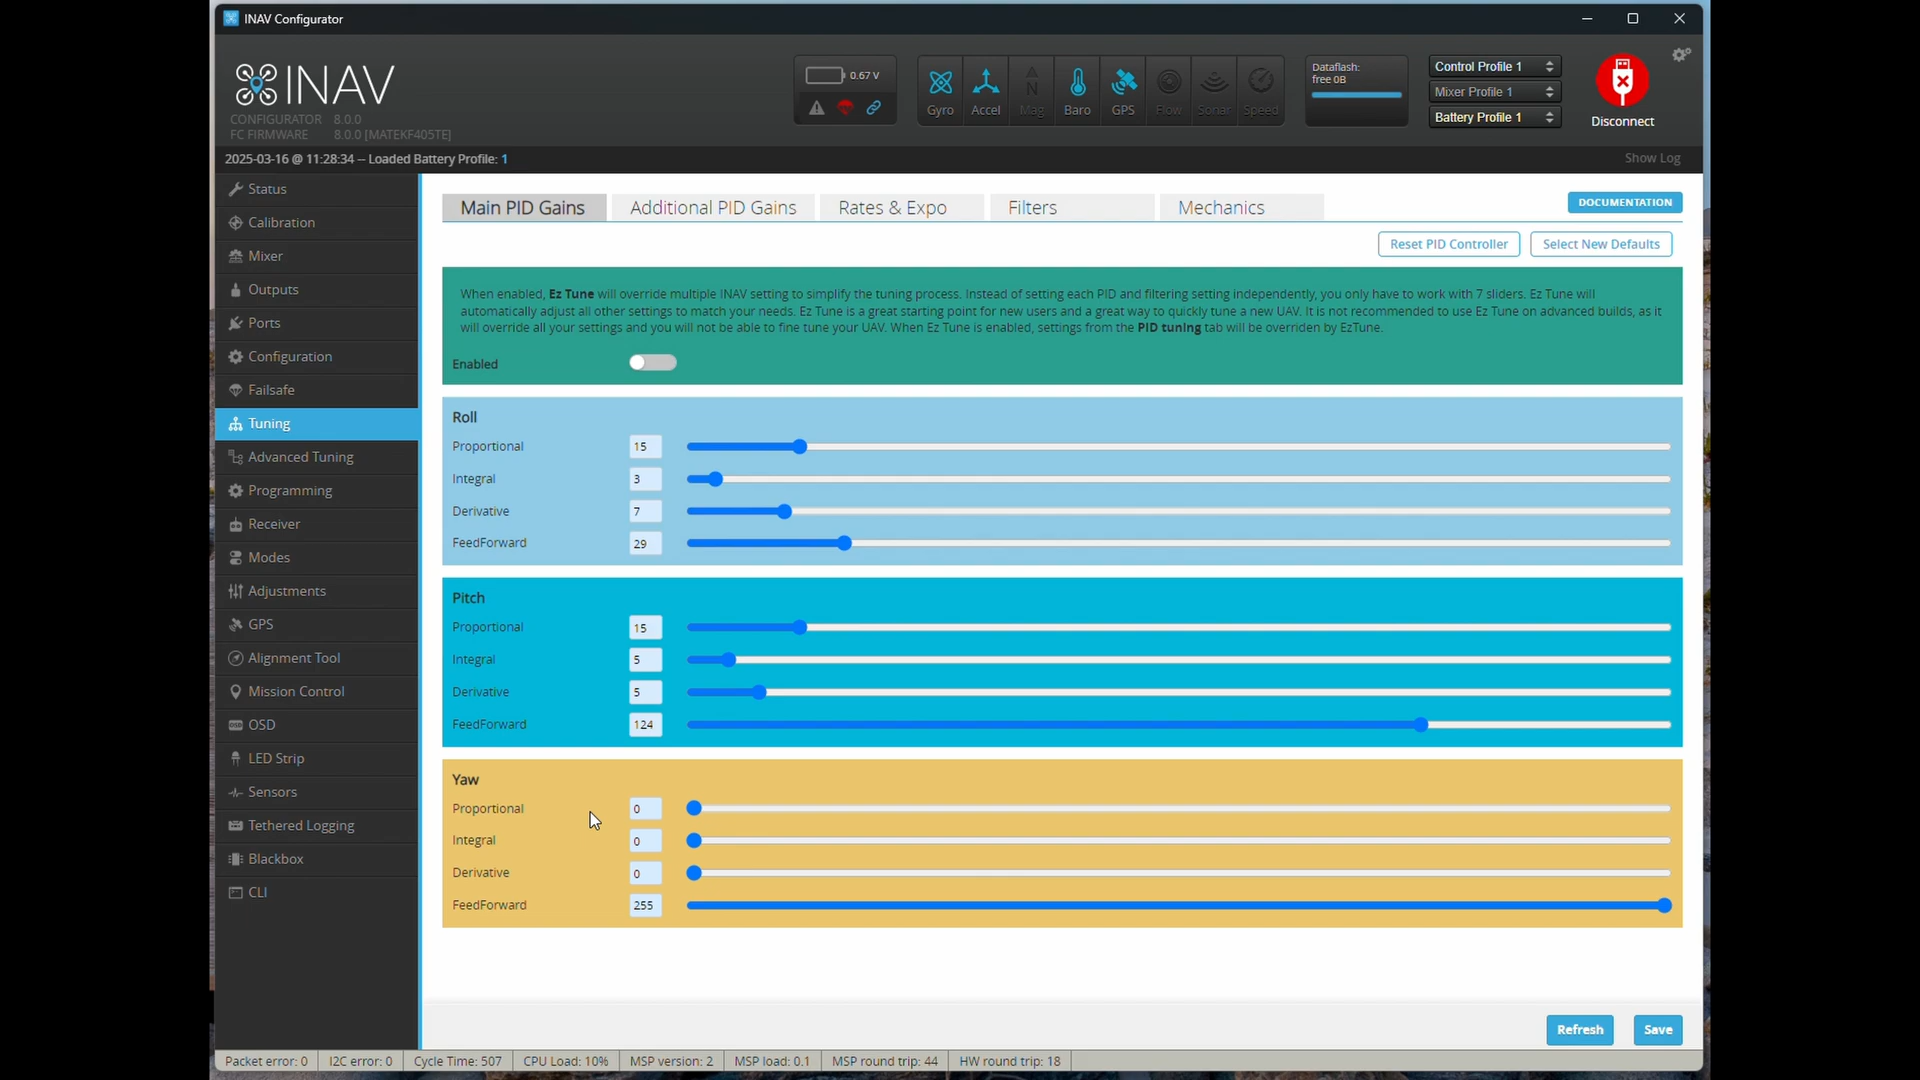 INAV Configurator
INAV
CONFIGURATOR 8.0.0
FC FIRMWARE 8.0.0 [MATEKF405TE]
0.67 V
Gyro
Accel
Mag
Baro
GPS
Flow
Sonar
Speed
Dataflash:
free 0B
Control Profile 1
Mixer Profile 1
Battery Profile 1
Disconnect
2025-03-16 @ 11:28:34 -- Loaded Battery Profile: 1
Show Log
Status
Calibration
Mixer
Outputs
Ports
Configuration
Failsafe
Tuning
Advanced Tuning
Programming
Receiver
Modes
Adjustments
GPS
Alignment Tool
Mission Control
OSD
LED Strip
Sensors
Tethered Logging
Blackbox
CLI
Main PID Gains
Additional PID Gains
Rates & Expo
Filters
Mechanics
DOCUMENTATION
Reset PID Controller
Select New Defaults
When enabled, Ez Tune will override multiple INAV setting to simplify the tuning process. Instead of setting each PID and filtering setting independently, you only have to work with 7 sliders. Ez Tune will
automatically adjust all other settings to match your needs. Ez Tune is a great starting point for new users and a great way to quickly tune a new UAV. It is not recommended to use Ez Tune on advanced builds, as it
will override all your settings and you will not be able to fine tune your UAV. When Ez Tune is enabled, settings from the PID tuning tab will be overriden by EzTune.
Enabled
Roll
Proportional 15
Integral 3
Derivative 7
FeedForward 29
Pitch
Proportional 15
Integral 5
Derivative 5
FeedForward 124
Yaw
Proportional 0
Integral 0
Derivative 0
FeedForward 255
Refresh
Save
Packet error: 0
I2C error: 0
Cycle Time: 507
CPU Load: 10%
MSP version: 2
MSP load: 0.1
MSP round trip: 44
HW round trip: 18